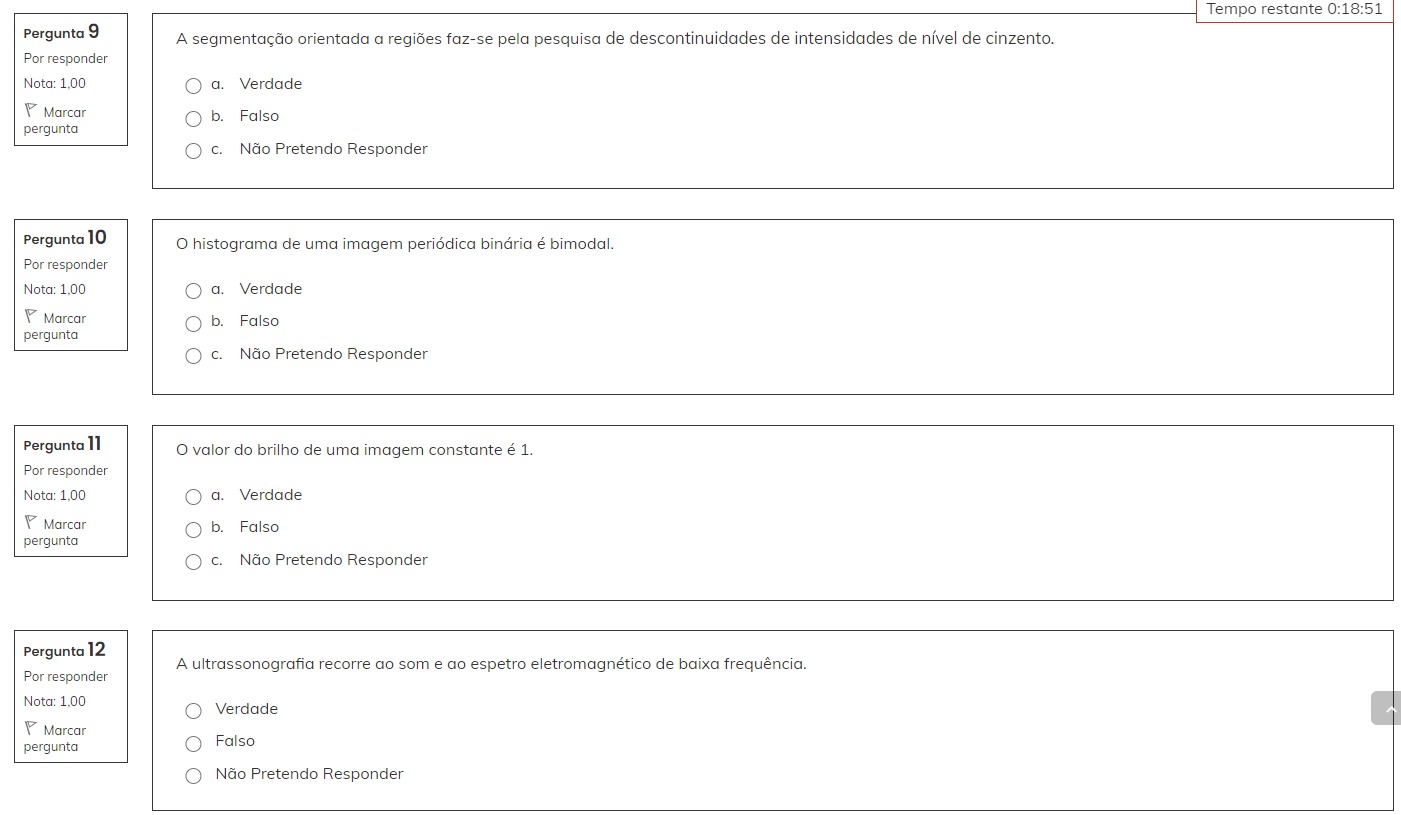 Tempo restante 0:18:51
Pergunta 9
Por responder
Nota: 1,00
Marcar
pergunta
A segmentação orientada a regiões faz-se pela pesquisa de descontinuidades de intensidades de nível de cinzento.
a. Verdade
b. Falso
c. Não Pretendo Responder
Pergunta 10
Por responder
Nota: 1,00
Marcar
pergunta
O histograma de uma imagem periódica binária é bimodal.
a. Verdade
b. Falso
c. Não Pretendo Responder
Pergunta 11
Por responder
Nota: 1,00
Marcar
pergunta
O valor do brilho de uma imagem constante é 1.
a. Verdade
b. Falso
c. Não Pretendo Responder
Pergunta 12
Por responder
Nota: 1,00
Marcar
pergunta
A ultrassonografia recorre ao som e ao espetro eletromagnético de baixa frequência.
Verdade
Falso
Não Pretendo Responder